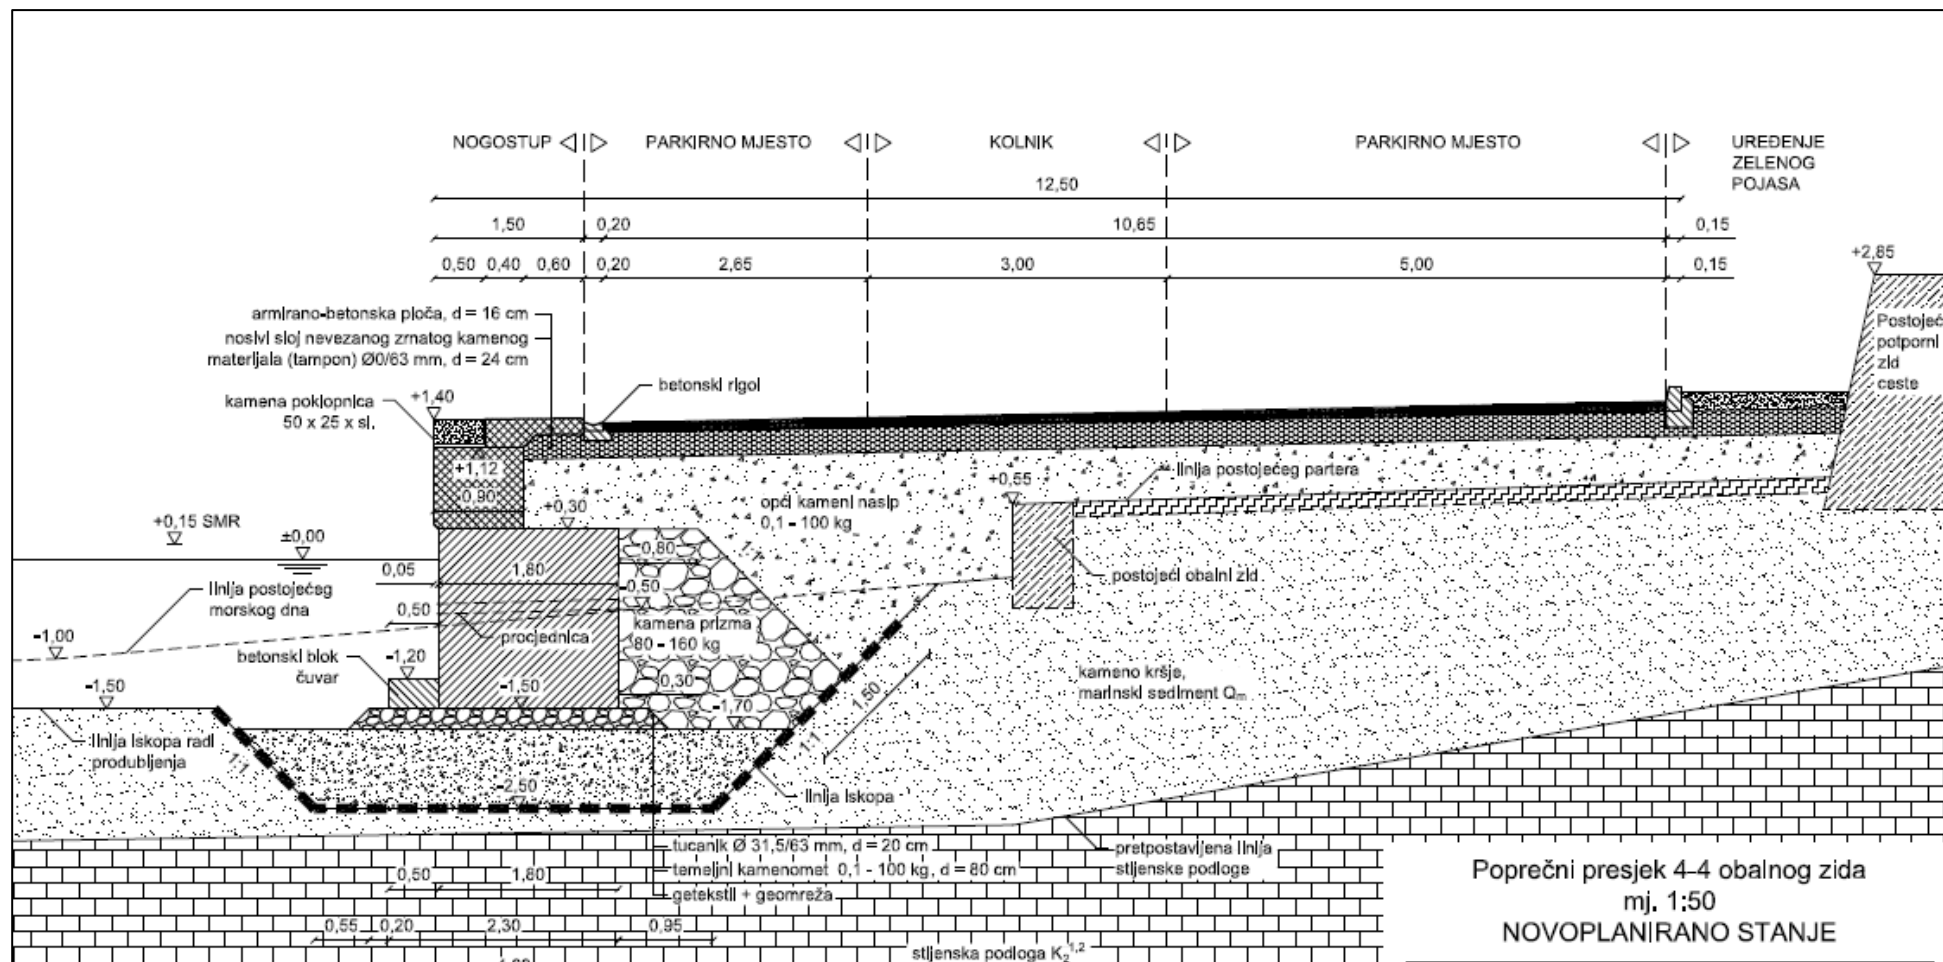 NOGOSTUP
PARKIRNO MJESTO
KOLNIK
PARKIRNO MJESTO
UREĐENJE
ZELENOG
POJASA
12,50
1,50
0,20
10,65
0,15
0,50
0,40
0,60
0,20
2,65
3,00
5,00
0,15
+2,85
armirano-betonska ploča, d = 16 cm
nosivi sloj nevezanog zrnatog kamenog
materijala (tampon) Ø0/63 mm, d = 24 cm
betonski rigol
kamena poklopnica
50 x 25 x sl.
+1,40
Postojeć
potporni
zid
ceste
+1,12
0,90
+0,30
opći kameni nasip
0,1 – 100 kg
+0,55
linija postojećeg partera
+0,15 SMR
±0,00
0,05
1,80
0,80
1:1
-0,50
linija postojećeg
morskog dna
0,50
procjednica
kamena prizma
80 – 160 kg
postojeći obalni zid
-1,00
betonski blok
čuvar
-1,20
-1,50
-1,50
0,30
-1,70
1,50
1:1
kameno kršje,
marinski sediment Qm
linija iskopa radi
produbljenja
1:1
-2,50
linija iskopa
tucanik Ø 31,5/63 mm, d = 20 cm
temeljni kamenomet 0,1 - 100 kg, d = 80 cm
getekstil + geomreža
pretpostavljena linija
stijenske podloge
0,50
1,80
0,55
0,20
2,30
0,95
stijenska podloga K₂¹,²
Poprečni presjek 4-4 obalnog zida
mj. 1:50
NOVOPLANIRANO STANJE